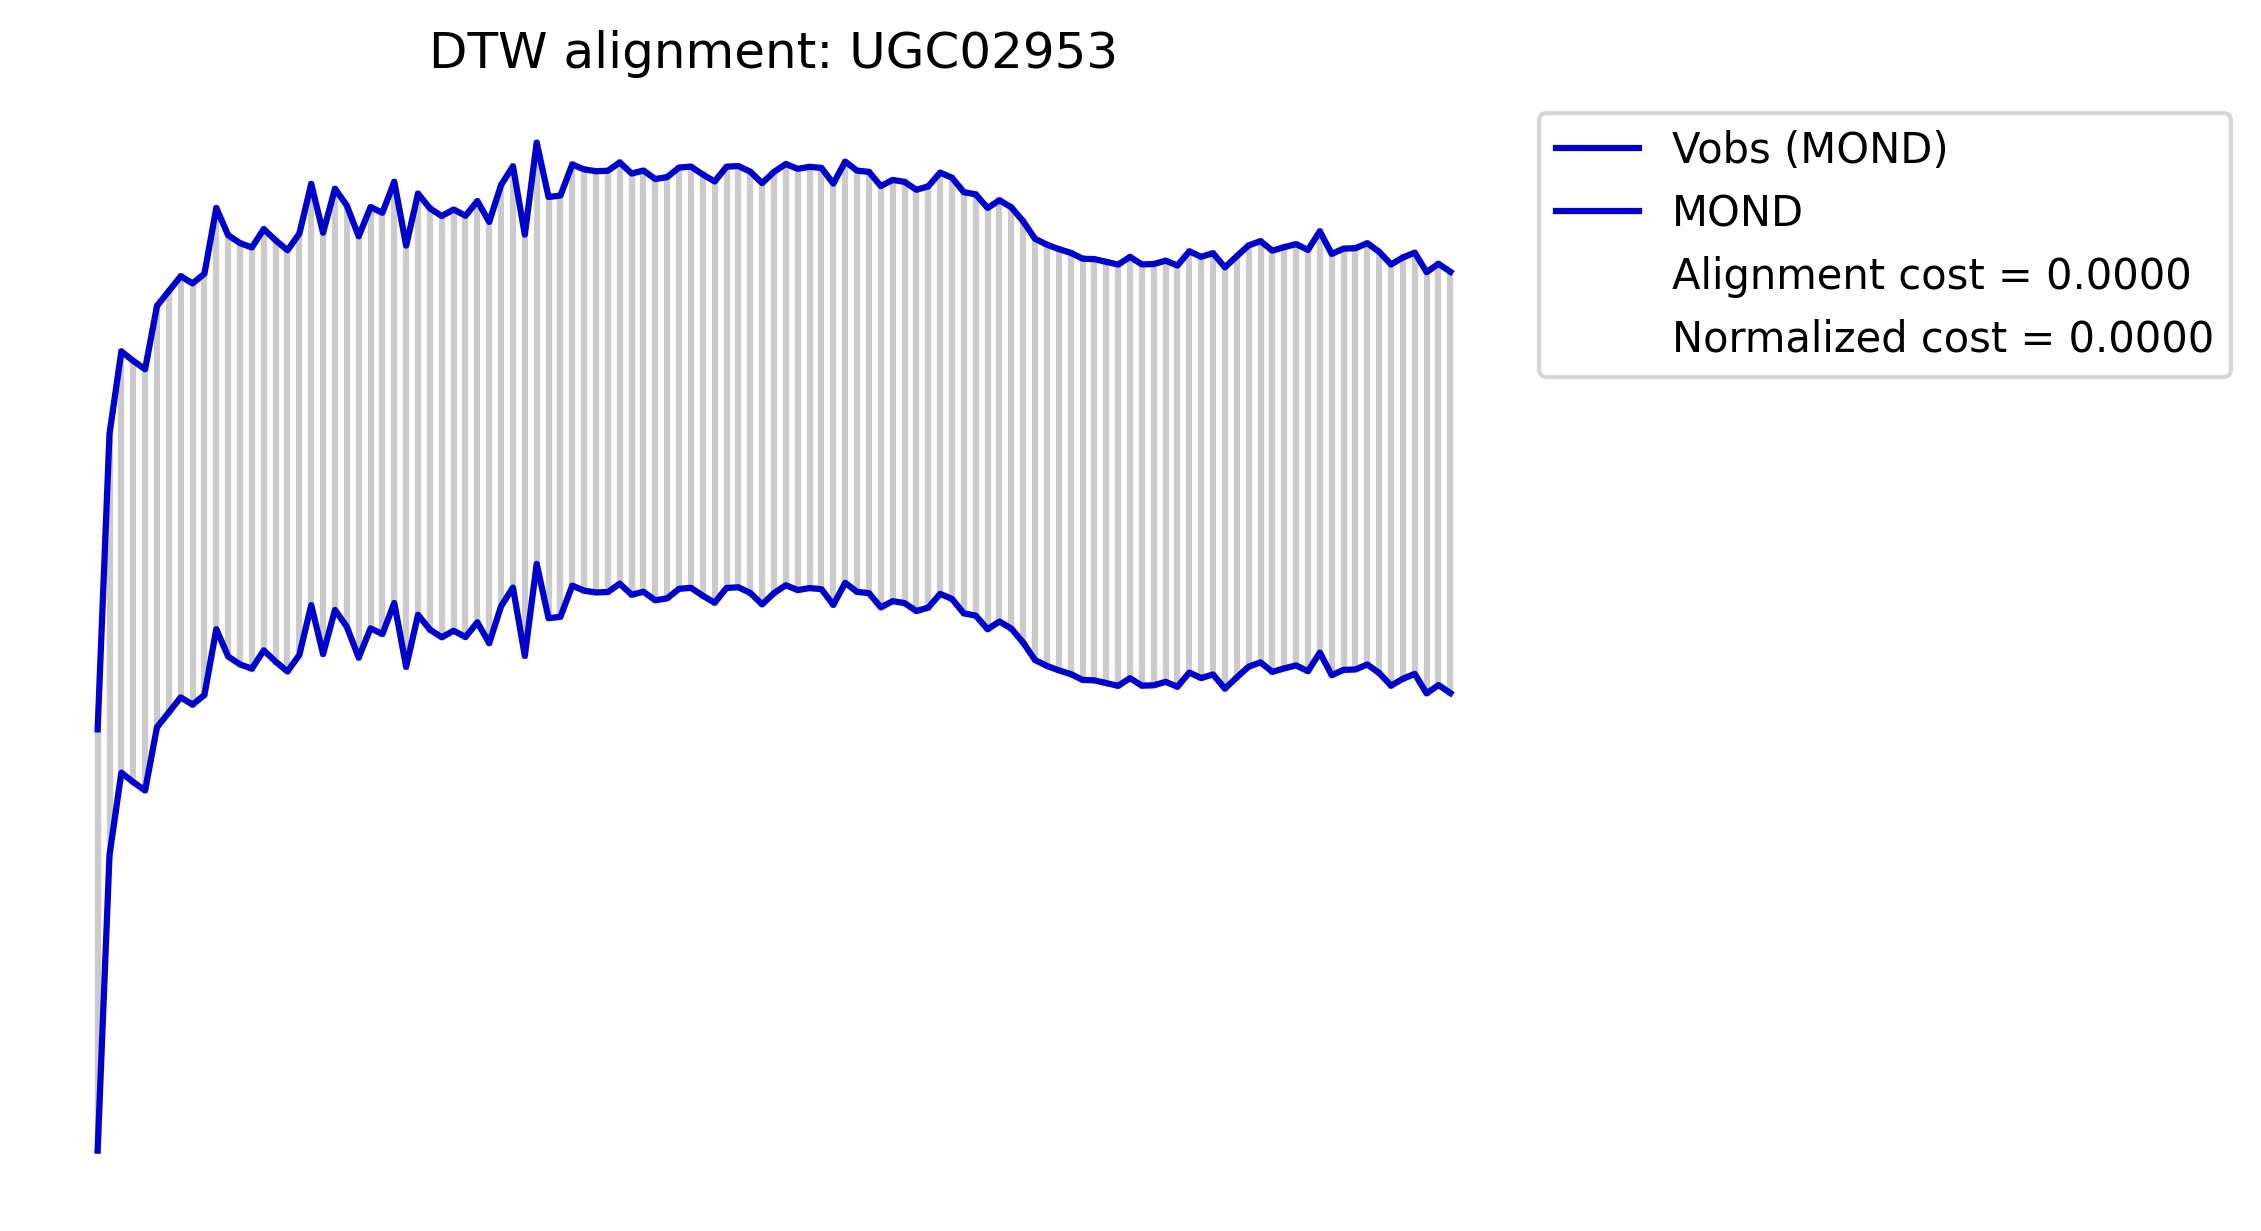 DTW alignment: UGC02953
Vobs (MOND)
MOND
Alignment cost = 0.0000
Normalized cost = 0.0000